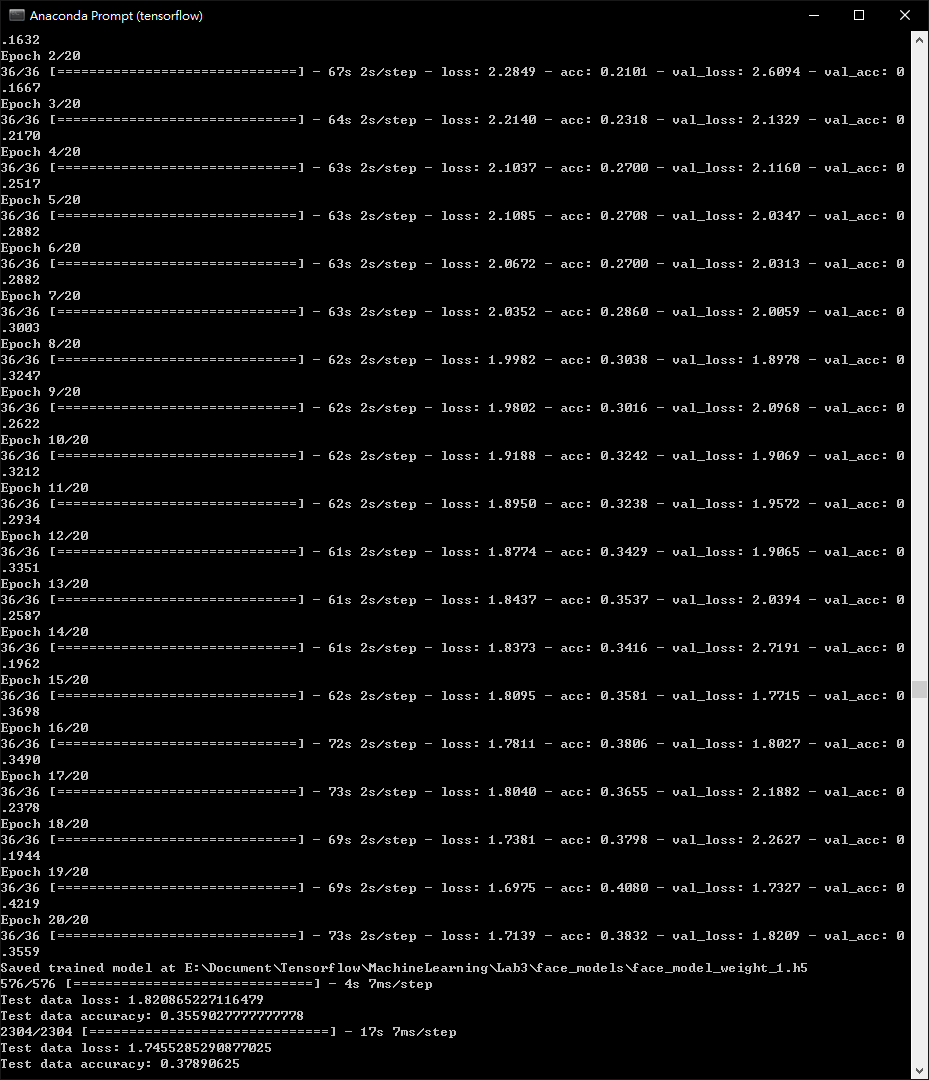 Anaconda Prompt (tensorflow)
.1632
Epoch 2/20
36/36 [==============================] - 67s 2s/step - loss: 2.2849 - acc: 0.2101 - val_loss: 2.6094 - val_acc: 0
.1667
Epoch 3/20
36/36 [==============================] - 64s 2s/step - loss: 2.2140 - acc: 0.2318 - val_loss: 2.1329 - val_acc: 0
.2170
Epoch 4/20
36/36 [==============================] - 63s 2s/step - loss: 2.1037 - acc: 0.2700 - val_loss: 2.1160 - val_acc: 0
.2517
Epoch 5/20
36/36 [==============================] - 63s 2s/step - loss: 2.1085 - acc: 0.2708 - val_loss: 2.0347 - val_acc: 0
.2882
Epoch 6/20
36/36 [==============================] - 63s 2s/step - loss: 2.0672 - acc: 0.2700 - val_loss: 2.0313 - val_acc: 0
.2882
Epoch 7/20
36/36 [==============================] - 63s 2s/step - loss: 2.0352 - acc: 0.2860 - val_loss: 2.0059 - val_acc: 0
.3003
Epoch 8/20
36/36 [==============================] - 62s 2s/step - loss: 1.9982 - acc: 0.3038 - val_loss: 1.8978 - val_acc: 0
.3247
Epoch 9/20
36/36 [==============================] - 62s 2s/step - loss: 1.9802 - acc: 0.3016 - val_loss: 2.0968 - val_acc: 0
.2622
Epoch 10/20
36/36 [==============================] - 62s 2s/step - loss: 1.9188 - acc: 0.3242 - val_loss: 1.9069 - val_acc: 0
.3212
Epoch 11/20
36/36 [==============================] - 62s 2s/step - loss: 1.8950 - acc: 0.3238 - val_loss: 1.9572 - val_acc: 0
.2934
Epoch 12/20
36/36 [==============================] - 61s 2s/step - loss: 1.8774 - acc: 0.3429 - val_loss: 1.9065 - val_acc: 0
.3351
Epoch 13/20
36/36 [==============================] - 61s 2s/step - loss: 1.8437 - acc: 0.3537 - val_loss: 2.0394 - val_acc: 0
.2587
Epoch 14/20
36/36 [==============================] - 61s 2s/step - loss: 1.8373 - acc: 0.3416 - val_loss: 2.7191 - val_acc: 0
.1962
Epoch 15/20
36/36 [==============================] - 62s 2s/step - loss: 1.8095 - acc: 0.3581 - val_loss: 1.7715 - val_acc: 0
.3698
Epoch 16/20
36/36 [==============================] - 72s 2s/step - loss: 1.7811 - acc: 0.3806 - val_loss: 1.8027 - val_acc: 0
.3490
Epoch 17/20
36/36 [==============================] - 73s 2s/step - loss: 1.8040 - acc: 0.3655 - val_loss: 2.1882 - val_acc: 0
.2378
Epoch 18/20
36/36 [==============================] - 69s 2s/step - loss: 1.7381 - acc: 0.3798 - val_loss: 2.2627 - val_acc: 0
.1944
Epoch 19/20
36/36 [==============================] - 69s 2s/step - loss: 1.6975 - acc: 0.4080 - val_loss: 1.7327 - val_acc: 0
.4219
Epoch 20/20
36/36 [==============================] - 73s 2s/step - loss: 1.7139 - acc: 0.3832 - val_loss: 1.8209 - val_acc: 0
.3559
Saved trained model at E:\Document\Tensorflow\MachineLearning\Lab3\face_models\face_model_weight_1.h5
576/576 [==============================] - 4s 7ms/step
Test data loss: 1.820865227116479
Test data accuracy: 0.3559027777777778
2304/2304 [==============================] - 17s 7ms/step
Test data loss: 1.7455285290877025
Test data accuracy: 0.37890625